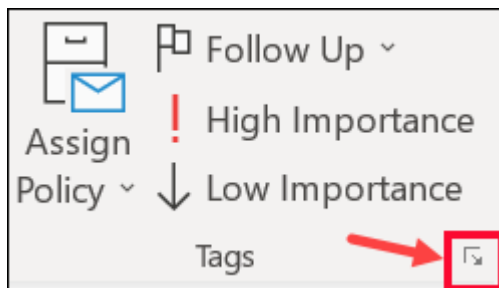 Follow Up
High Importance
Assign
Policy
Low Importance
Tags